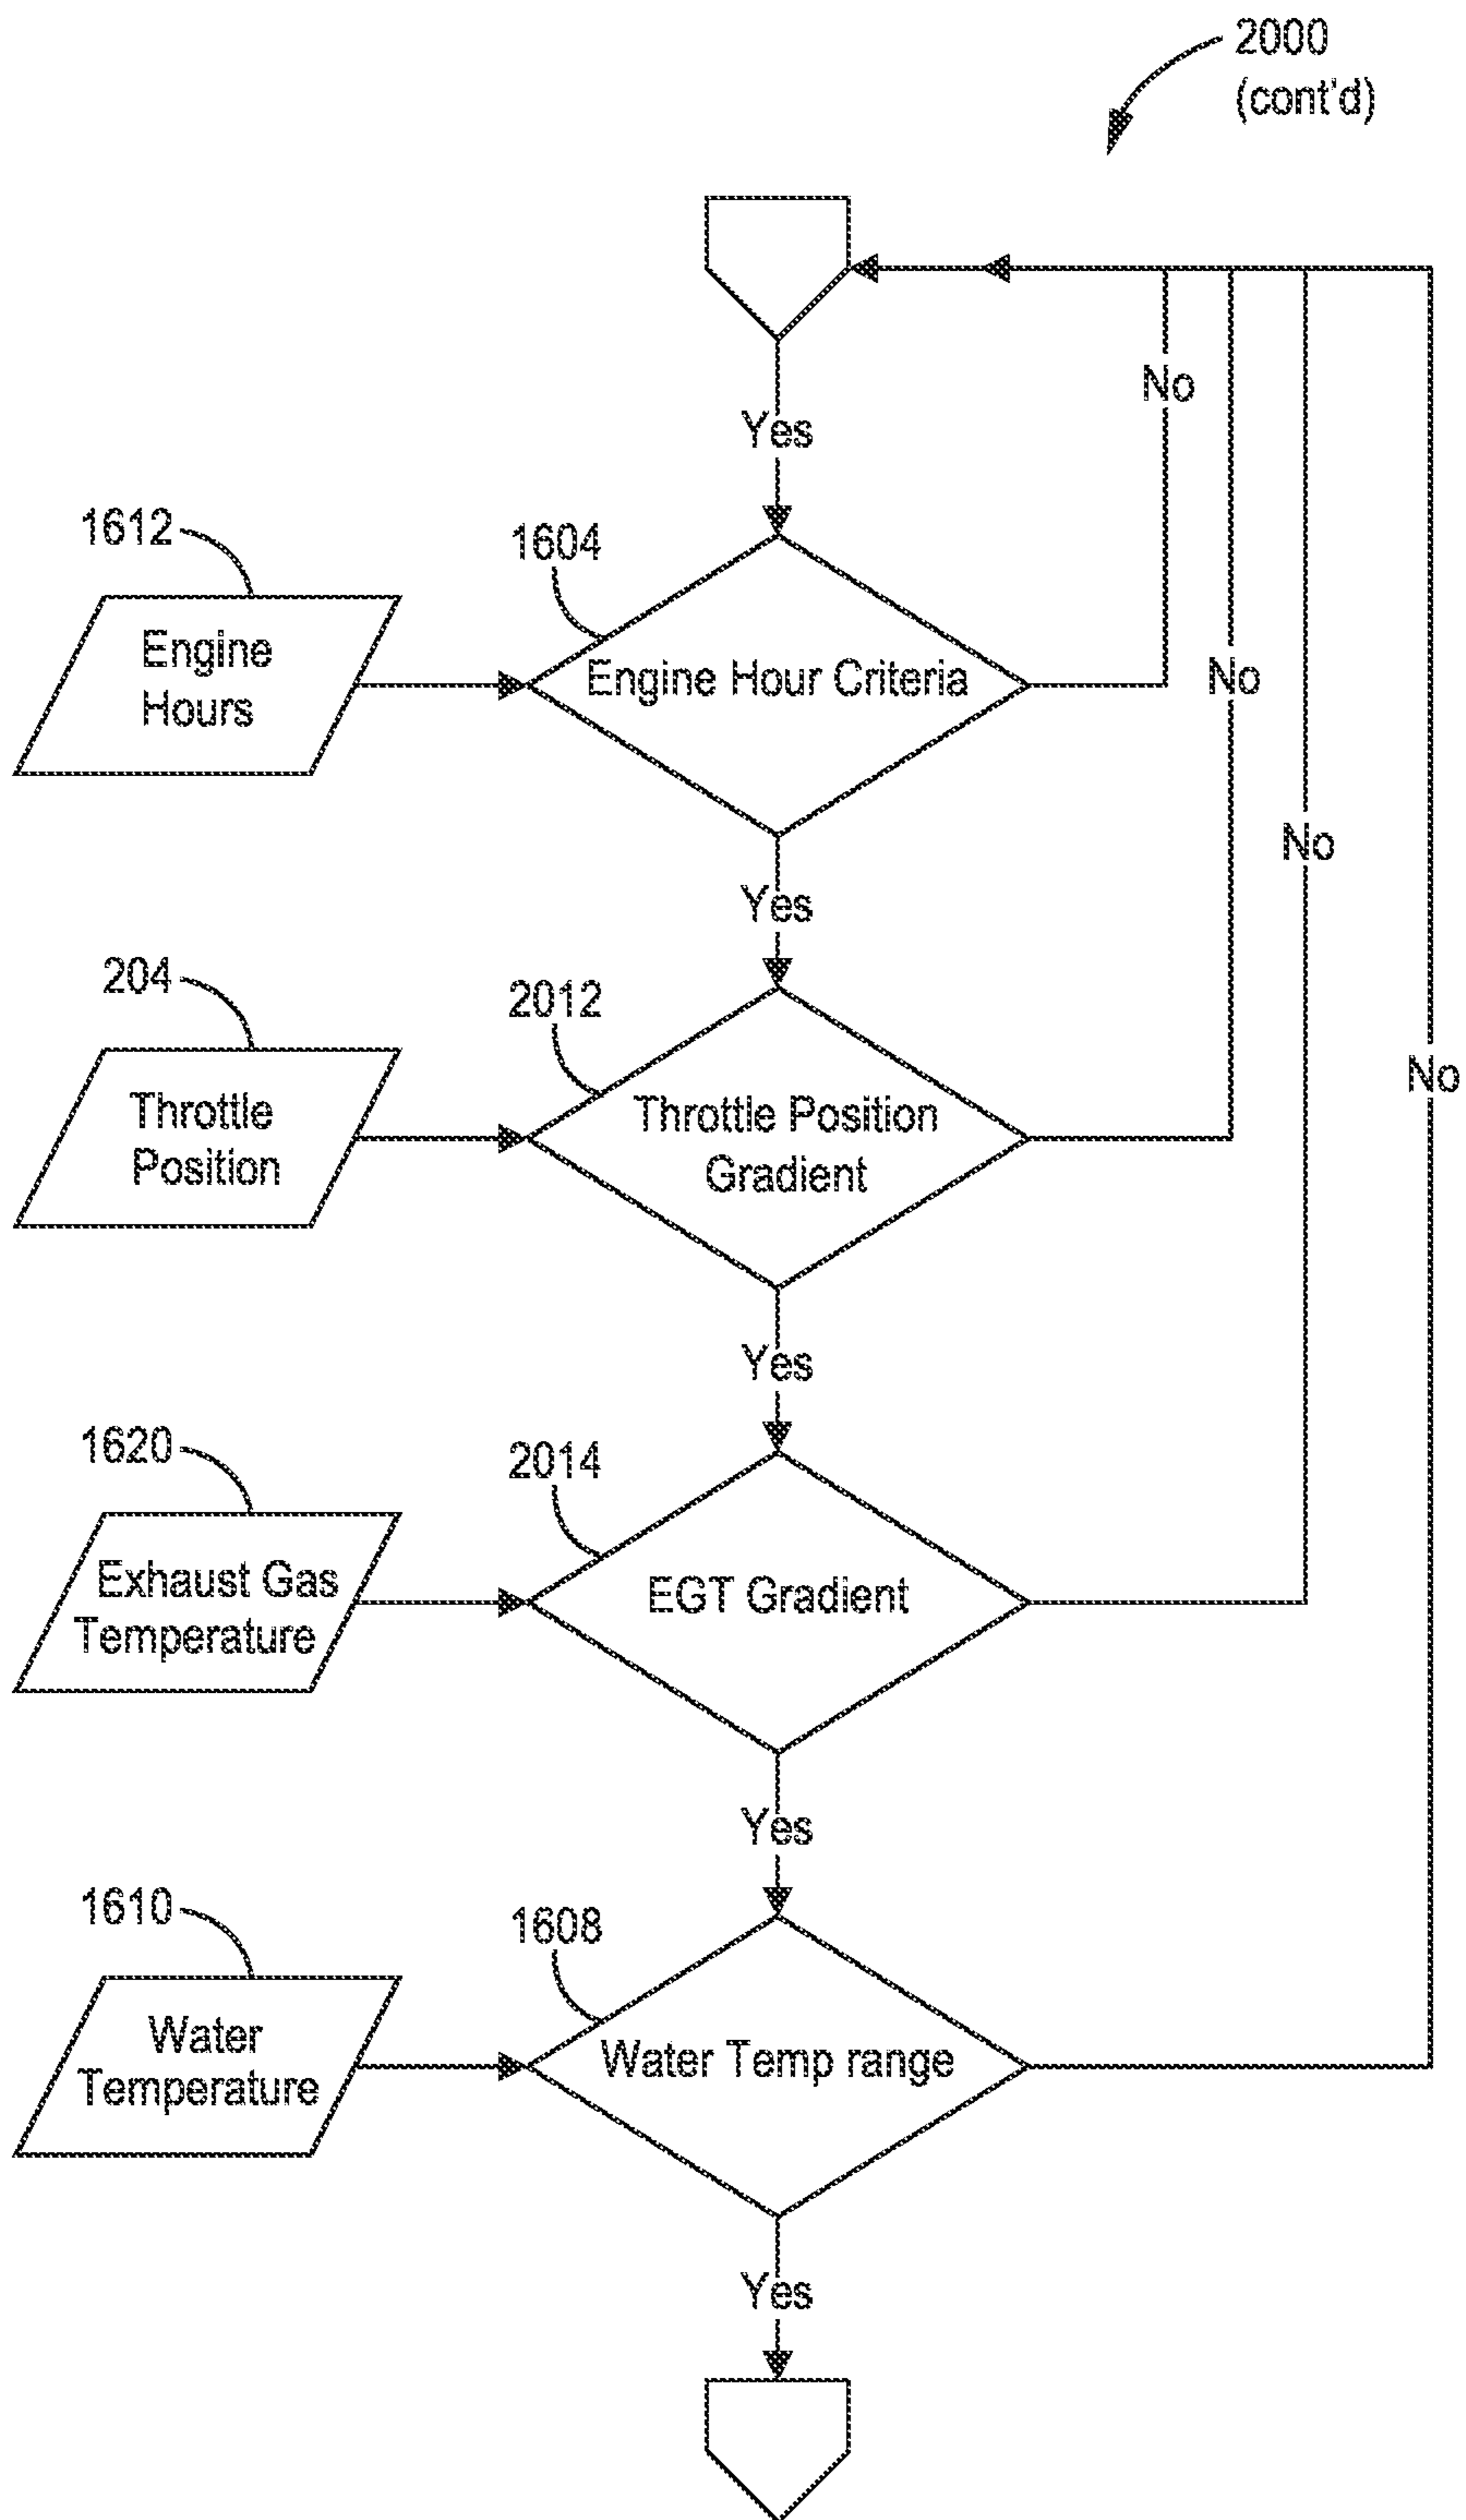 2000
(cont'd)
No
Yes
1612
1604
Engine
Hours
Engine Hour Criteria
No
No
Yes
204
2012
Throttle
Position
Throttle Position
Gradient
No
Yes
1620
2014
Exhaust Gas
Temperature
EGT Gradient
Yes
1610
1608
Water
Temperature
Water Temp range
Yes